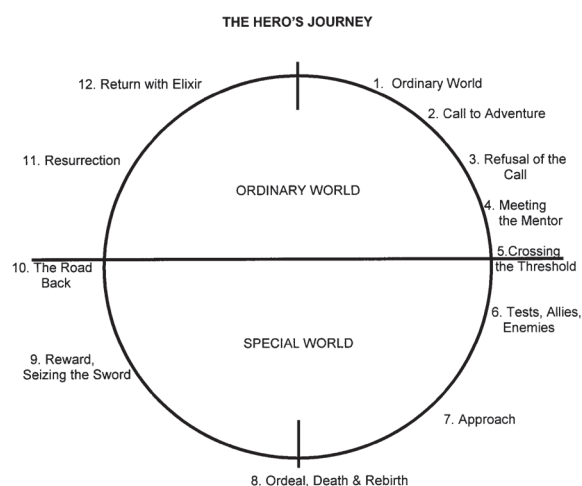 THE HERO'S JOURNEY
12. Return with Elixir
1. Ordinary World
2. Call to Adventure
11. Resurrection
3. Refusal of the
Call
ORDINARY WORLD
4. Meeting
the Mentor
5.Crossing
the Threshold
10. The Road
Back
6. Tests, Allies,
Enemies
SPECIAL WORLD
9. Reward,
Seizing the Sword
7. Approach
8. Ordeal, Death & Rebirth